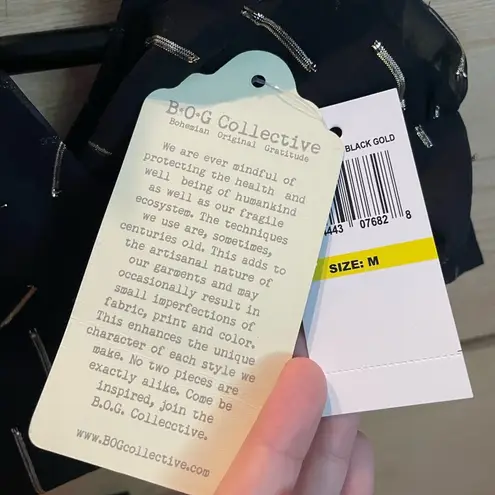 B·O·G Collective
Bohemian Original Gratitude
We are ever mindful of
protecting the health and
well being of humankind
as well as our fragile
ecosystem. The techniques
we use are, sometimes,
centuries old. This adds to
the artisanal nature of
our garments and may
occasionally result in
small imperfections of
fabric, print and color.
This enhances the unique
character of each style we
make. No two pieces are
exactly alike. Come be
inspired, join the
B.O.G. Collecctive.
www.BOGcollective.com
BLACK GOLD
443 07682 8
SIZE: M